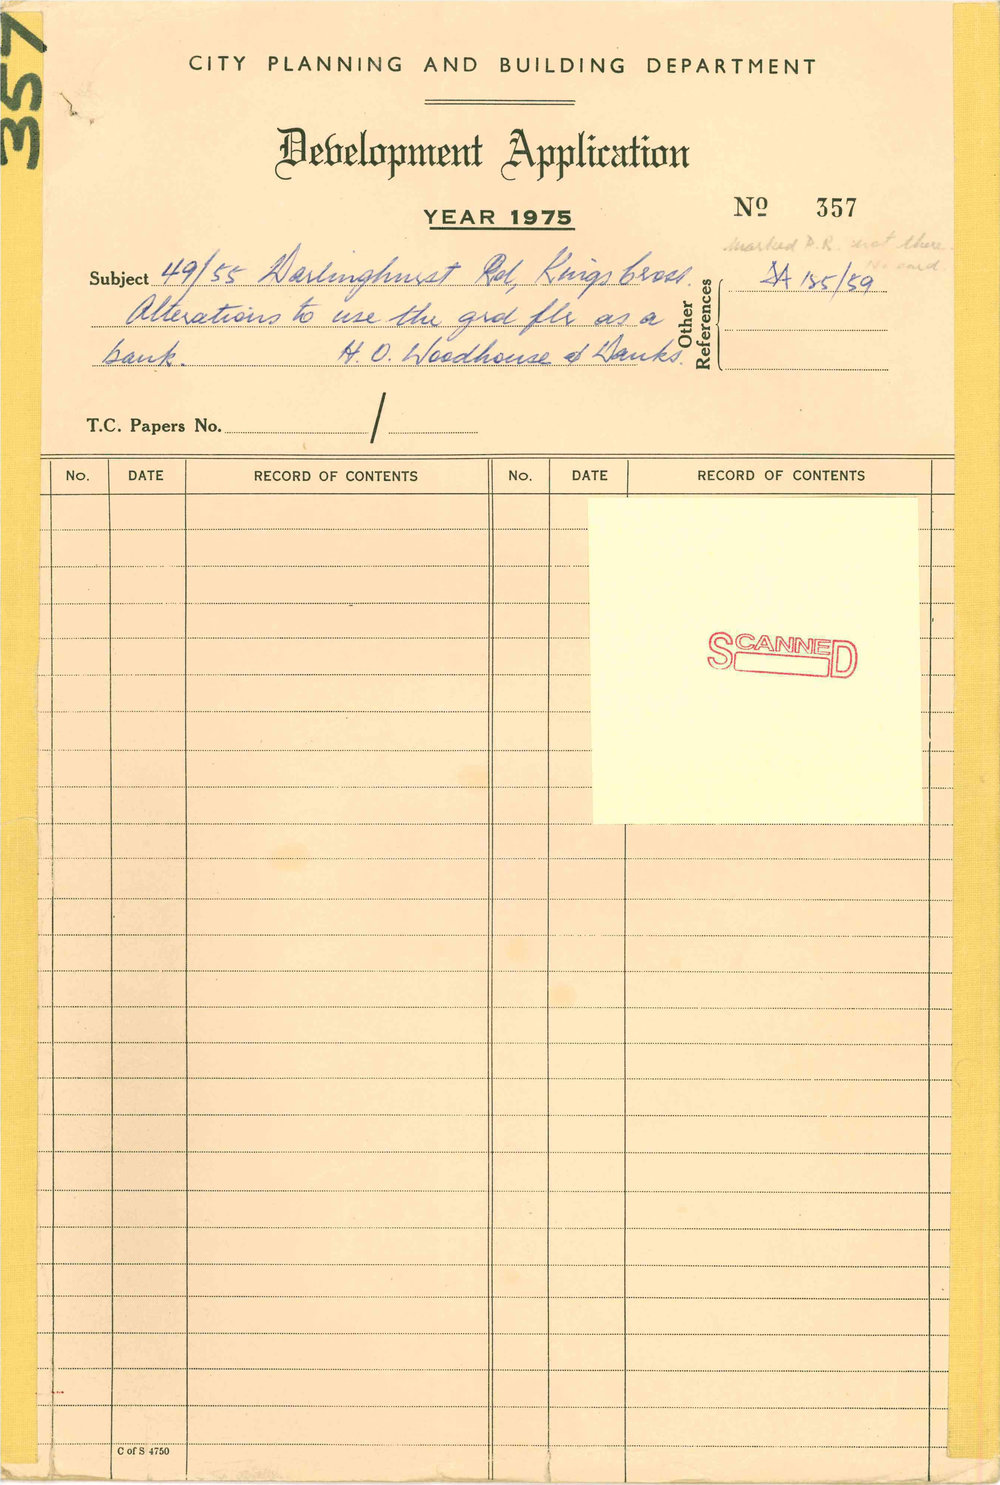 357
CITY PLANNING AND BUILDING DEPARTMENT
Development Application
YEAR 1975
No 357
Marked P.R. not there.
No card.
Subject 49/55 Darlinghurst Rd, Kings Cross.
Alterations to use the grd flr as a
bank. H.O. Woodhouse & Danks.
Other References
DA 185/59
T.C. Papers No. /
No. DATE RECORD OF CONTENTS No. DATE RECORD OF CONTENTS
SCANNED
C of S 4750